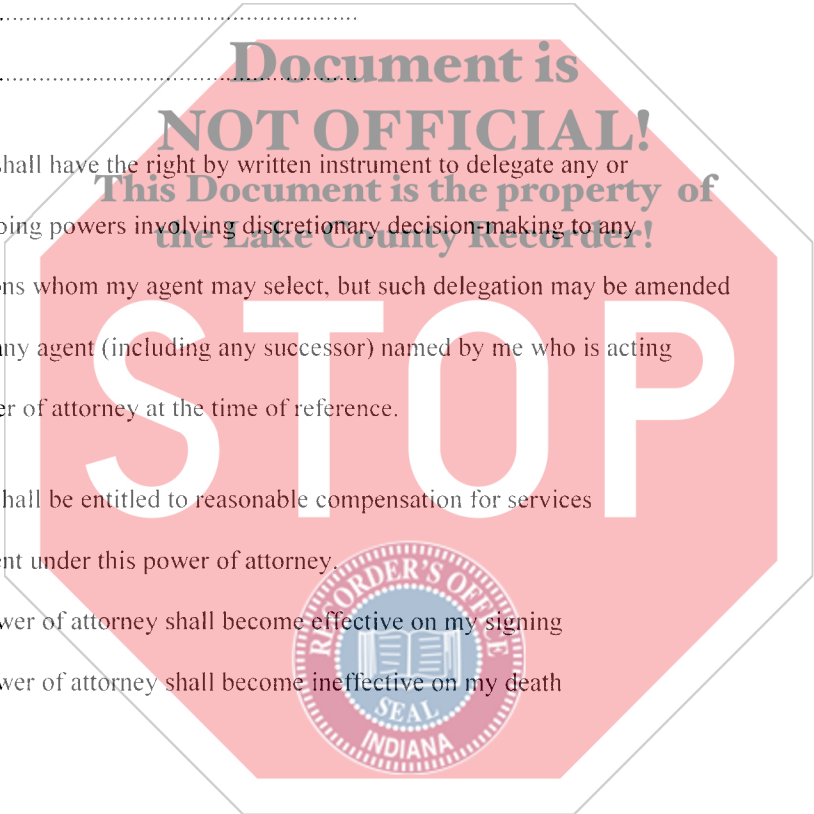 Document is
NOT OFFICIAL!
shall have the right by written instrument to delegate any or
This Document is the property of
oing powers involving discretionary decision-making to any
the Lake County Recorder!
ns whom my agent may select, but such delegation may be amended
any agent (including any successor) named by me who is acting
er of attorney at the time of reference.
STOP
shall be entitled to reasonable compensation for services
nt under this power of attorney.
wer of attorney shall become effective on my signing
wer of attorney shall become ineffective on my death
RECORDER'S OFFICE
SEAL
INDIANA